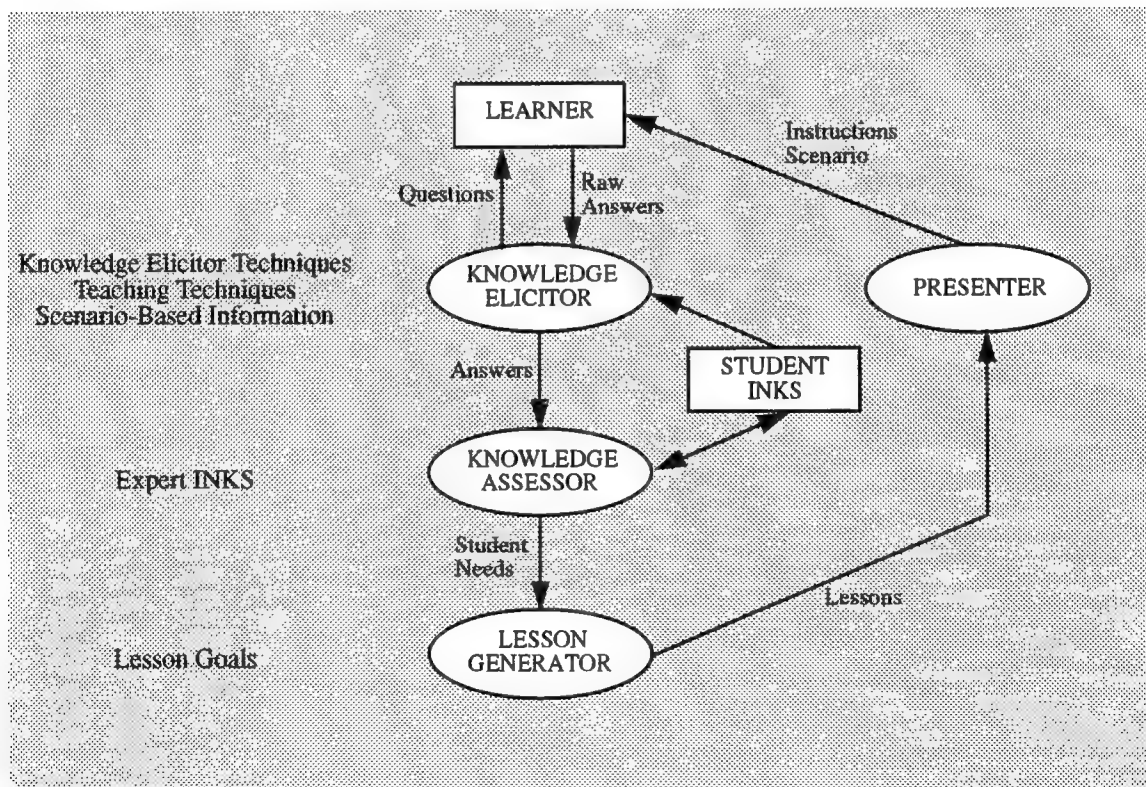 LEARNER
Instructions
Scenario
Questions
Raw
Answers
Knowledge Elicitor Techniques
Teaching Techniques
Scenario-Based Information
KNOWLEDGE
ELICITOR
PRESENTER
Answers
STUDENT
INKS
Expert INKS
KNOWLEDGE
ASSESSOR
Student
Needs
Lessons
Lesson Goals
LESSON
GENERATOR